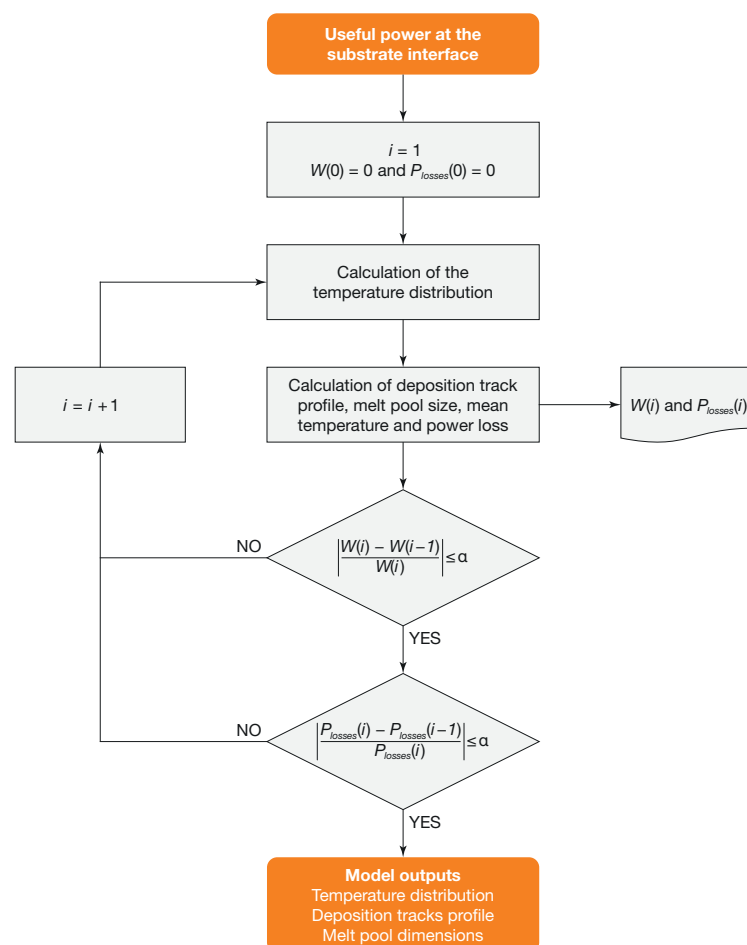 Useful power at the
substrate interface
i = 1
W(0) = 0 and P_losses(0) = 0
Calculation of the
temperature distribution
i = i + 1
Calculation of deposition track
profile, melt pool size, mean
temperature and power loss
W(i) and P_losses(i)
NO
|W(i) – W(i–1)
W(i)| ≤ α
YES
NO
|P_losses(i) – P_losses(i–1)
P_losses(i)| ≤ α
YES
Model outputs
Temperature distribution
Deposition tracks profile
Melt pool dimensions